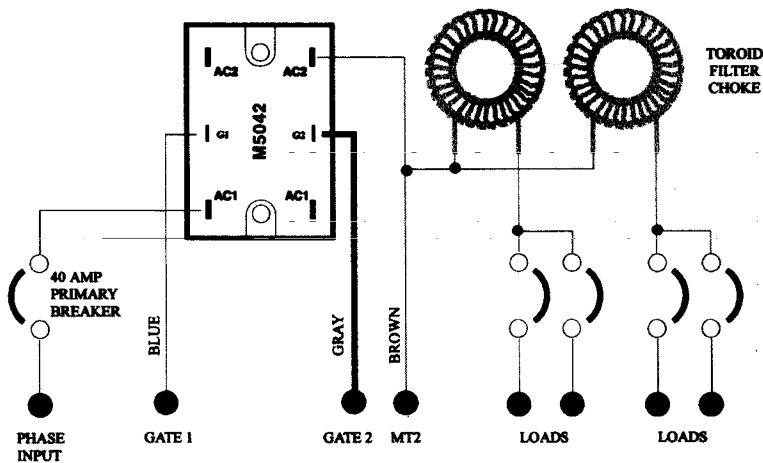 AC2
AC2
G1
G2
M5042
AC1
AC1
TOROID
FILTER
CHOKE
40 AMP
PRIMARY
BREAKER
BLUE
GRAY
BROWN
PHASE
INPUT
GATE 1
GATE 2
MT2
LOADS
LOADS